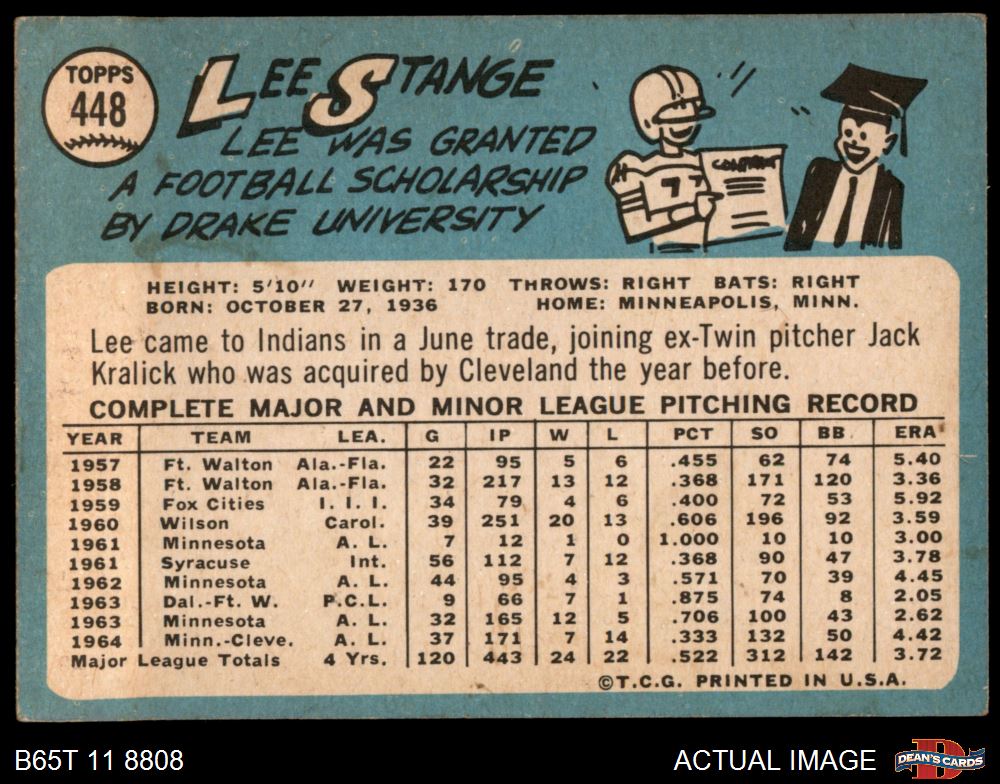 TOPPS
448
LEE STANGE
LEE WAS GRANTED
A FOOTBALL SCHOLARSHIP
BY DRAKE UNIVERSITY
CONTRACT
77
HEIGHT: 5'10" WEIGHT: 170 THROWS: RIGHT BATS: RIGHT
BORN: OCTOBER 27, 1936 HOME: MINNEAPOLIS, MINN.
Lee came to Indians in a June trade, joining ex-Twin pitcher Jack
Kralick who was acquired by Cleveland the year before.
COMPLETE MAJOR AND MINOR LEAGUE PITCHING RECORD
YEAR TEAM LEA. G IP W L PCT SO BB ERA
1957 Ft. Walton Ala.-Fla. 22 95 5 6 .455 62 74 5.40
1958 Ft. Walton Ala.-Fla. 32 217 13 12 .368 171 120 3.36
1959 Fox Cities I. I. I. 34 79 4 6 .400 72 53 5.92
1960 Wilson Carol. 39 251 20 13 .606 196 92 3.59
1961 Minnesota A. L. 7 12 1 0 1.000 10 10 3.00
1961 Syracuse Int. 56 112 7 12 .368 90 47 3.78
1962 Minnesota A. L. 44 95 4 3 .571 70 39 4.45
1963 Dal.-Ft. W. P.C.L. 9 66 7 1 .875 74 8 2.05
1963 Minnesota A. L. 32 165 12 5 .706 100 43 2.62
1964 Minn.-Cleve. A. L. 37 171 7 14 .333 132 50 4.42
Major League Totals 4 Yrs. 120 443 24 22 .522 312 142 3.72
©T.C.G. PRINTED IN U.S.A.
B65T 11 8808 ACTUAL IMAGE
DEAN'S CARDS